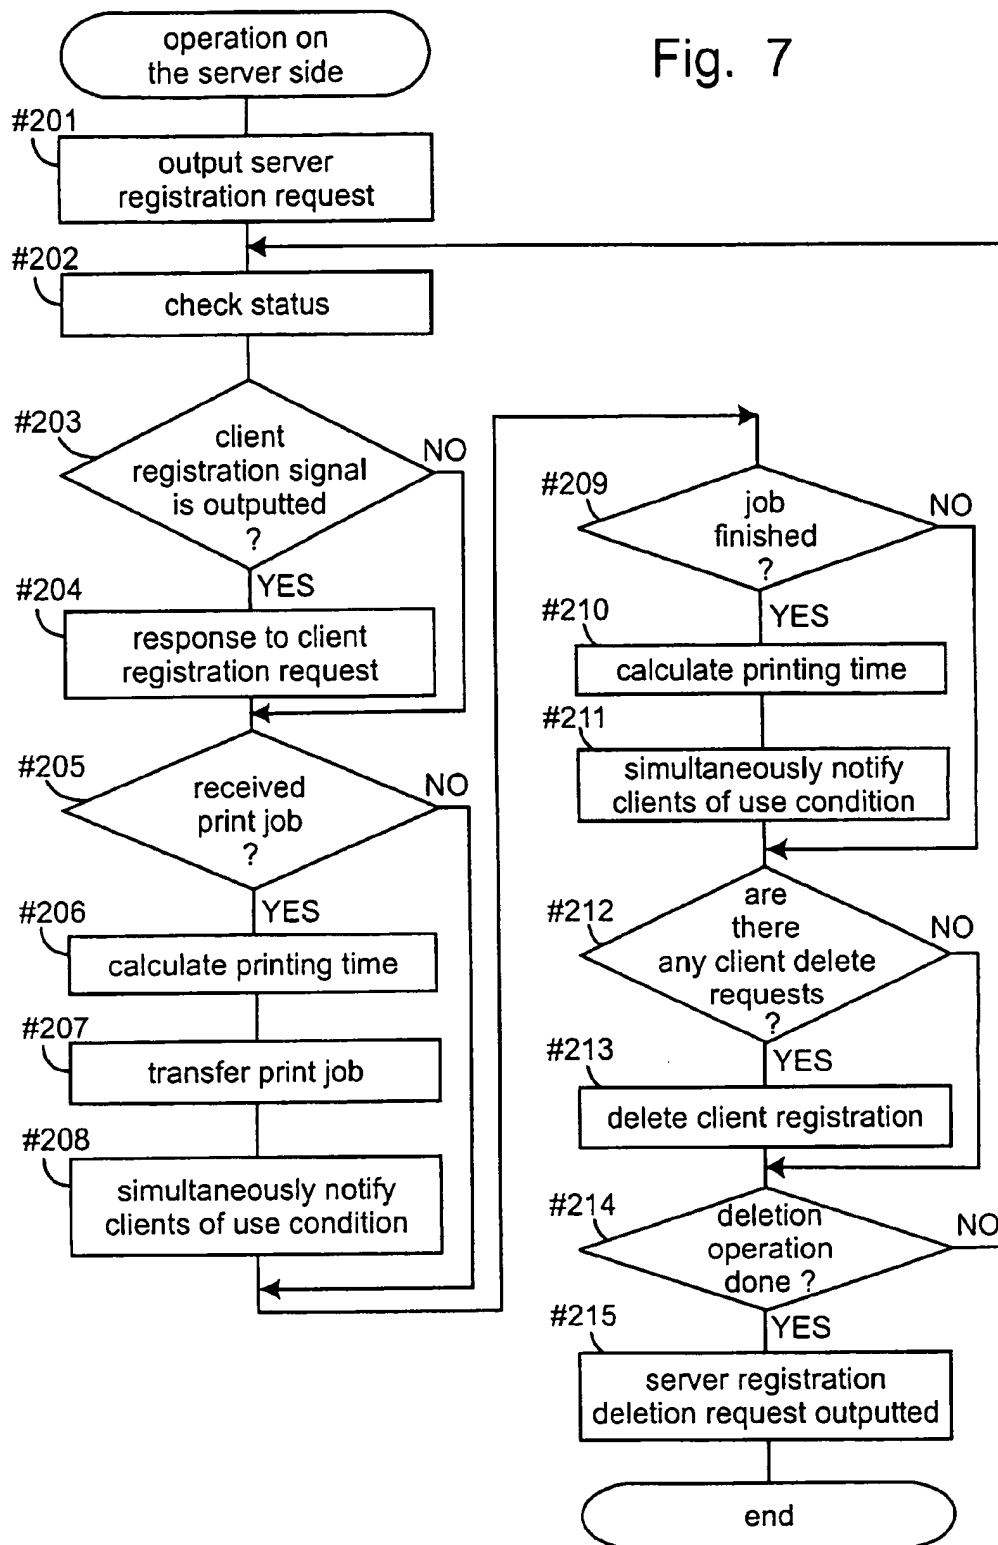 Fig. 7
operation on
the server side
#201
output server
registration request
#202
check status
#203
client
registration signal
is outputted
?
NO
YES
#204
response to client
registration request
#205
received
print job
?
NO
YES
#206
calculate printing time
#207
transfer print job
#208
simultaneously notify
clients of use condition
#209
job
finished
?
NO
YES
#210
calculate printing time
#211
simultaneously notify
clients of use condition
#212
are
there
any client delete
requests
?
NO
YES
#213
delete client registration
#214
deletion
operation
done ?
NO
YES
#215
server registration
deletion request outputted
end